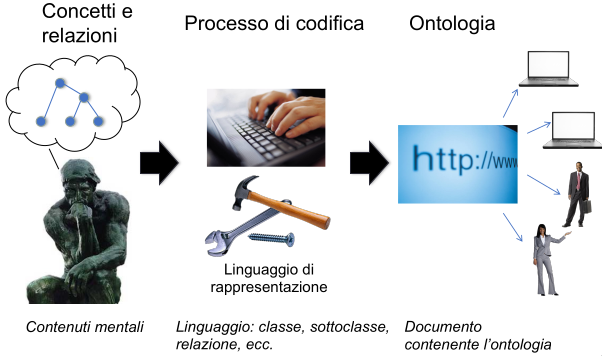 Concetti e
relazioni
Processo di codifica
Ontologia
http://www
Linguaggio di
rappresentazione
Contenuti mentali
Linguaggio: classe, sottoclasse,
relazione, ecc.
Documento
contenente l’ontologia